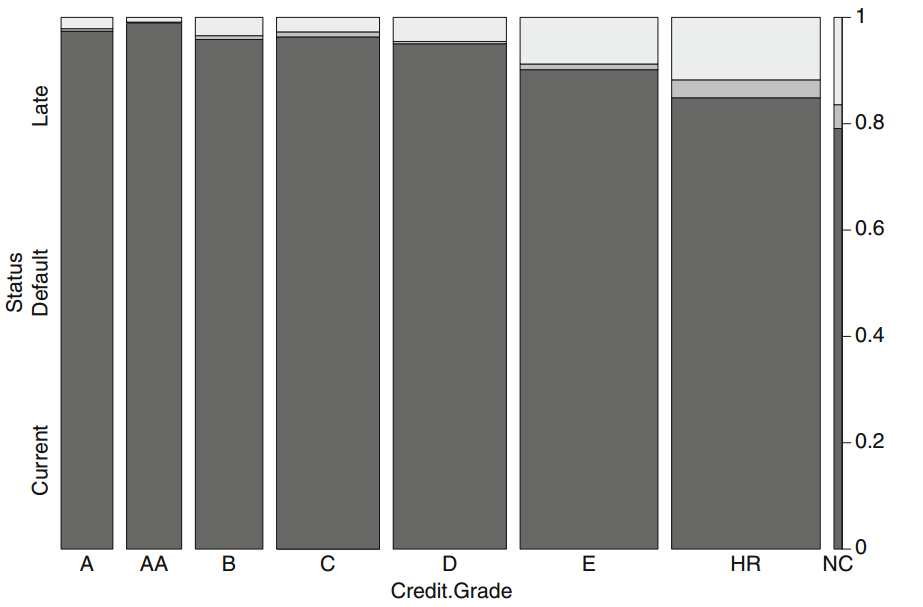 Status
Late
Default
Current
1
0.8
0.6
0.4
0.2
0
A AA B C D E HR NC
Credit.Grade